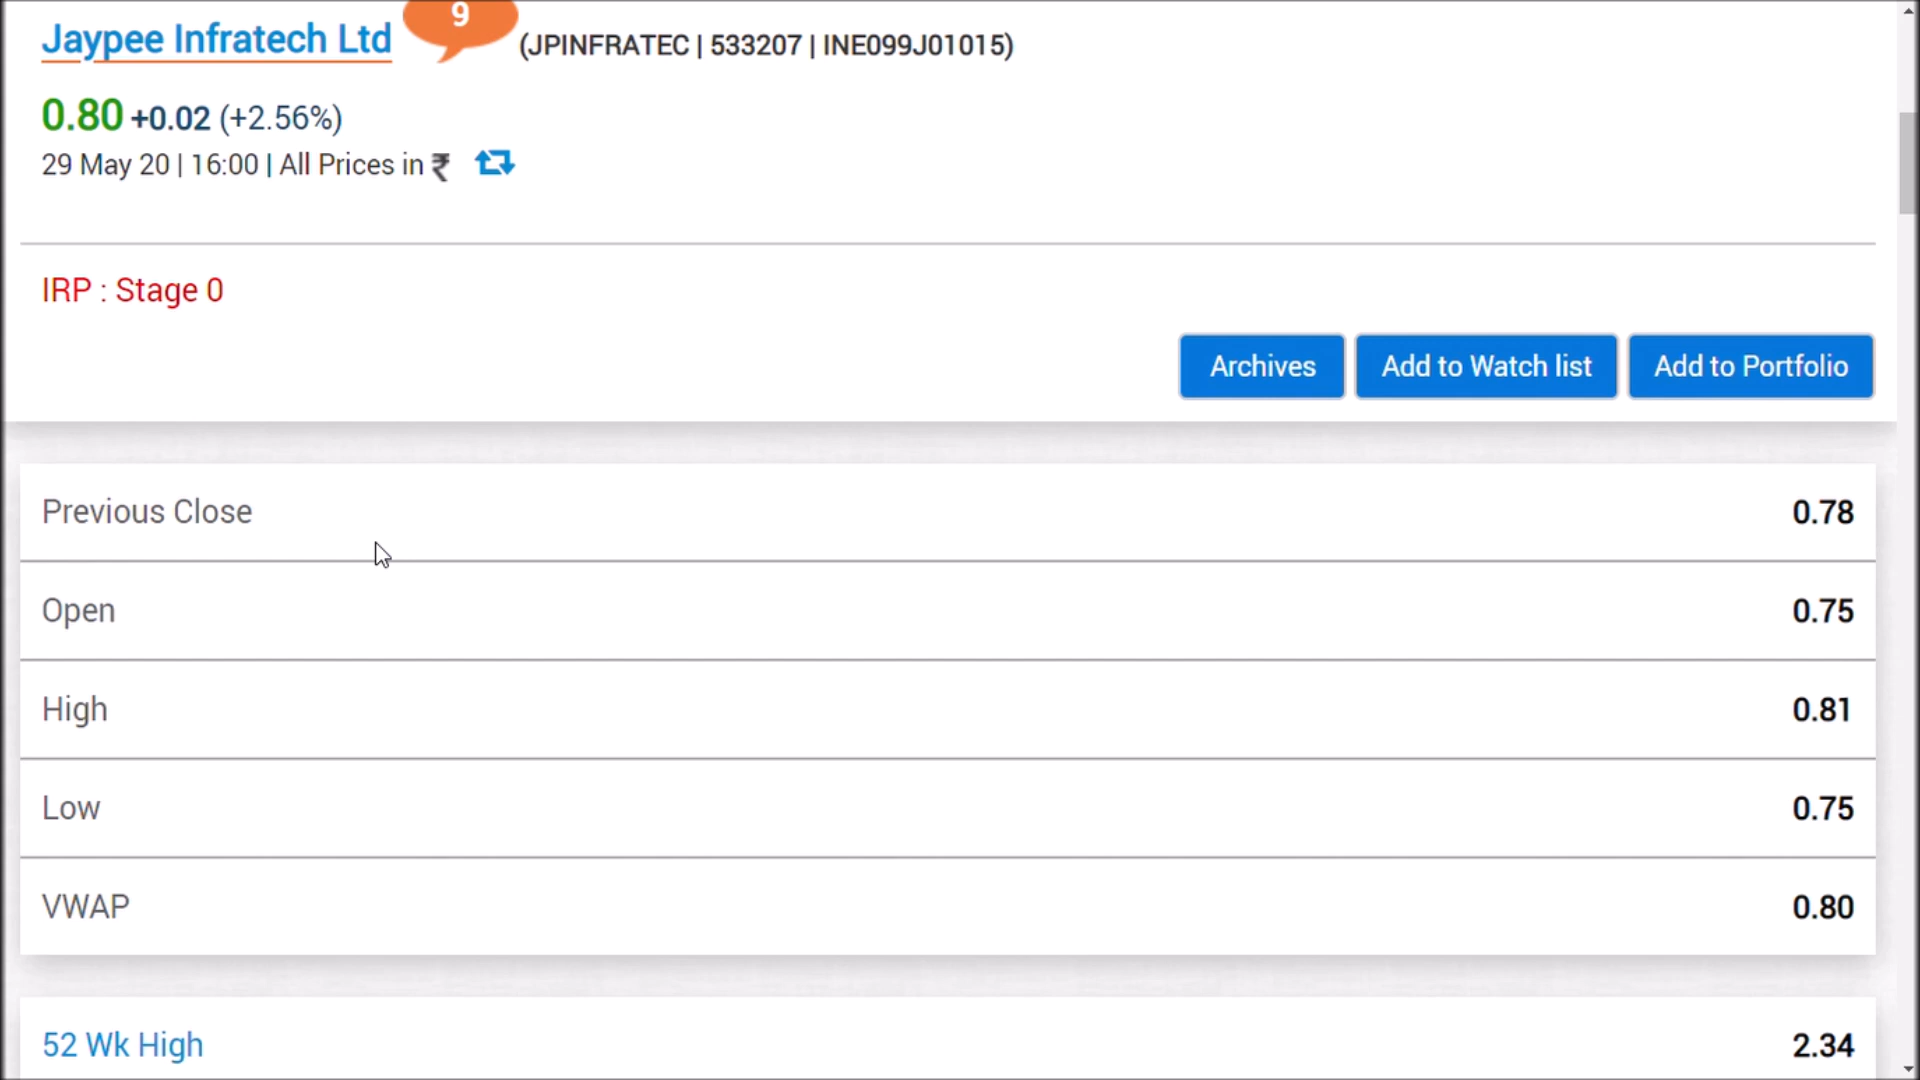 Jaypee Infratech Ltd 9 (JPINFRATEC | 533207 | INE099J01015)
0.80 +0.02 (+2.56%)
29 May 20 | 16:00 | All Prices in ₹
IRP : Stage 0
Archives Add to Watch list Add to Portfolio
Previous Close 0.78
Open 0.75
High 0.81
Low 0.75
VWAP 0.80
52 Wk High 2.34